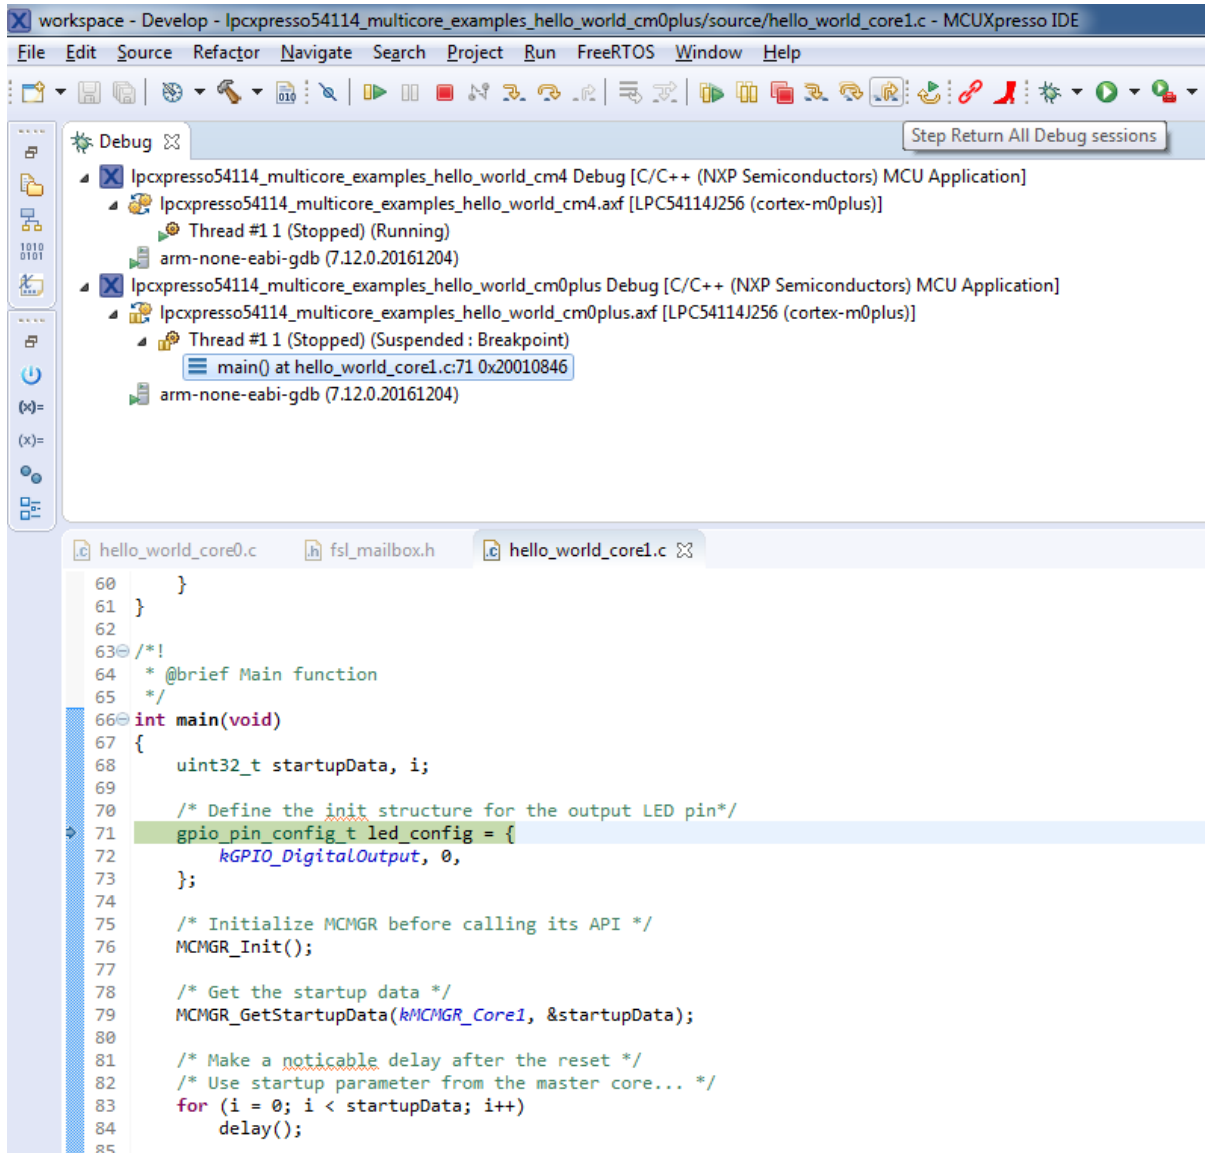 workspace - Develop - lpcxpresso54114_multicore_examples_hello_world_cm0plus/source/hello_world_core1.c - MCUXpresso IDE
File Edit Source Refactor Navigate Search Project Run FreeRTOS Window Help
010
Step Return All Debug sessions
Debug
lpcxpresso54114_multicore_examples_hello_world_cm4 Debug [C/C++ (NXP Semiconductors) MCU Application]
lpcxpresso54114_multicore_examples_hello_world_cm4.axf [LPC54114J256 (cortex-m0plus)]
Thread #1 1 (Stopped) (Running)
arm-none-eabi-gdb (7.12.0.20161204)
lpcxpresso54114_multicore_examples_hello_world_cm0plus Debug [C/C++ (NXP Semiconductors) MCU Application]
lpcxpresso54114_multicore_examples_hello_world_cm0plus.axf [LPC54114J256 (cortex-m0plus)]
Thread #1 1 (Stopped) (Suspended : Breakpoint)
main() at hello_world_core1.c:71 0x20010846
arm-none-eabi-gdb (7.12.0.20161204)
1010
0101
(x)=
(x)=
hello_world_core0.c fsl_mailbox.h hello_world_core1.c
60 }
61 }
62
63 /*!
64 * @brief Main function
65 */
66 int main(void)
67 {
68 uint32_t startupData, i;
69
70 /* Define the init structure for the output LED pin*/
71 gpio_pin_config_t led_config = {
72 kGPIO_DigitalOutput, 0,
73 };
74
75 /* Initialize MCMGR before calling its API */
76 MCMGR_Init();
77
78 /* Get the startup data */
79 MCMGR_GetStartupData(kMCMGR_Core1, &startupData);
80
81 /* Make a noticable delay after the reset */
82 /* Use startup parameter from the master core... */
83 for (i = 0; i < startupData; i++)
84 delay();
85